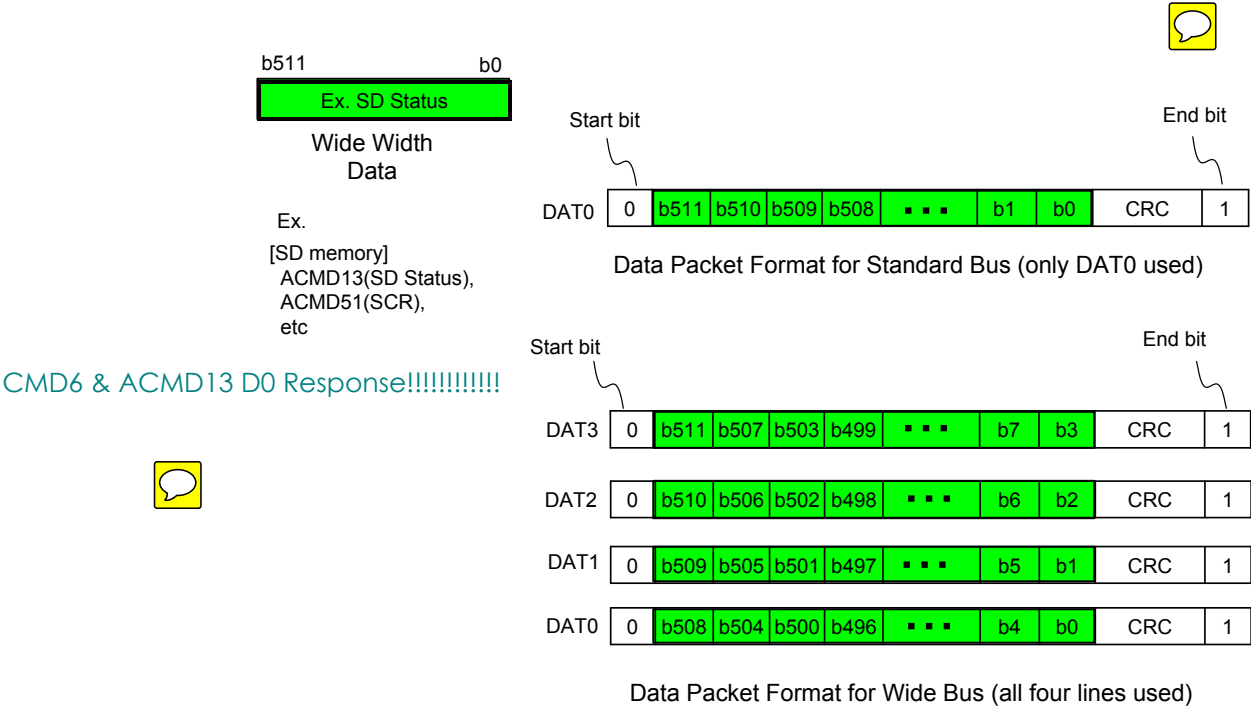 b511 b0
Ex. SD Status
Wide Width
Data
Ex.
[SD memory]
ACMD13(SD Status),
ACMD51(SCR),
etc
CMD6 & ACMD13 D0 Response!!!!!!!!!!!!!
Start bit End bit
DAT0 0 b511 b510 b509 b508 ▪ ▪ ▪ b1 b0 CRC 1
Data Packet Format for Standard Bus (only DAT0 used)
Start bit End bit
DAT3 0 b511 b507 b503 b499 ▪ ▪ ▪ b7 b3 CRC 1
DAT2 0 b510 b506 b502 b498 ▪ ▪ ▪ b6 b2 CRC 1
DAT1 0 b509 b505 b501 b497 ▪ ▪ ▪ b5 b1 CRC 1
DAT0 0 b508 b504 b500 b496 ▪ ▪ ▪ b4 b0 CRC 1
Data Packet Format for Wide Bus (all four lines used)